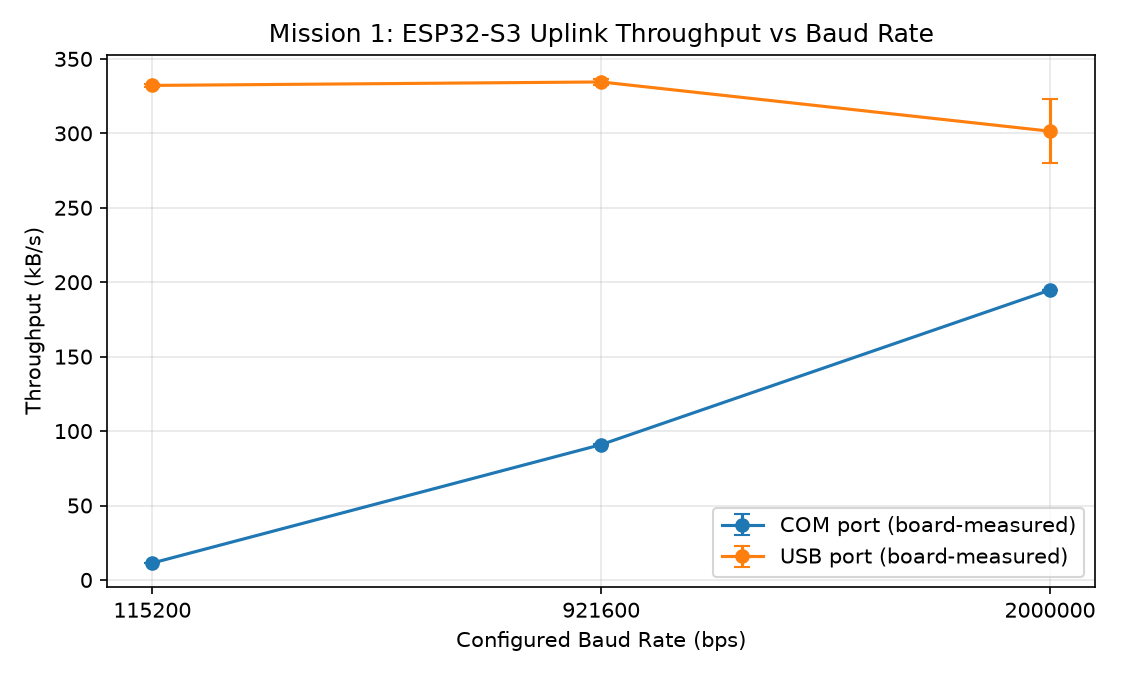 Mission 1: ESP32-S3 Uplink Throughput vs Baud Rate
350
300
250
200
150
100
50
0
Throughput (kB/s)
COM port (board-measured)
USB port (board-measured)
115200
921600
2000000
Configured Baud Rate (bps)